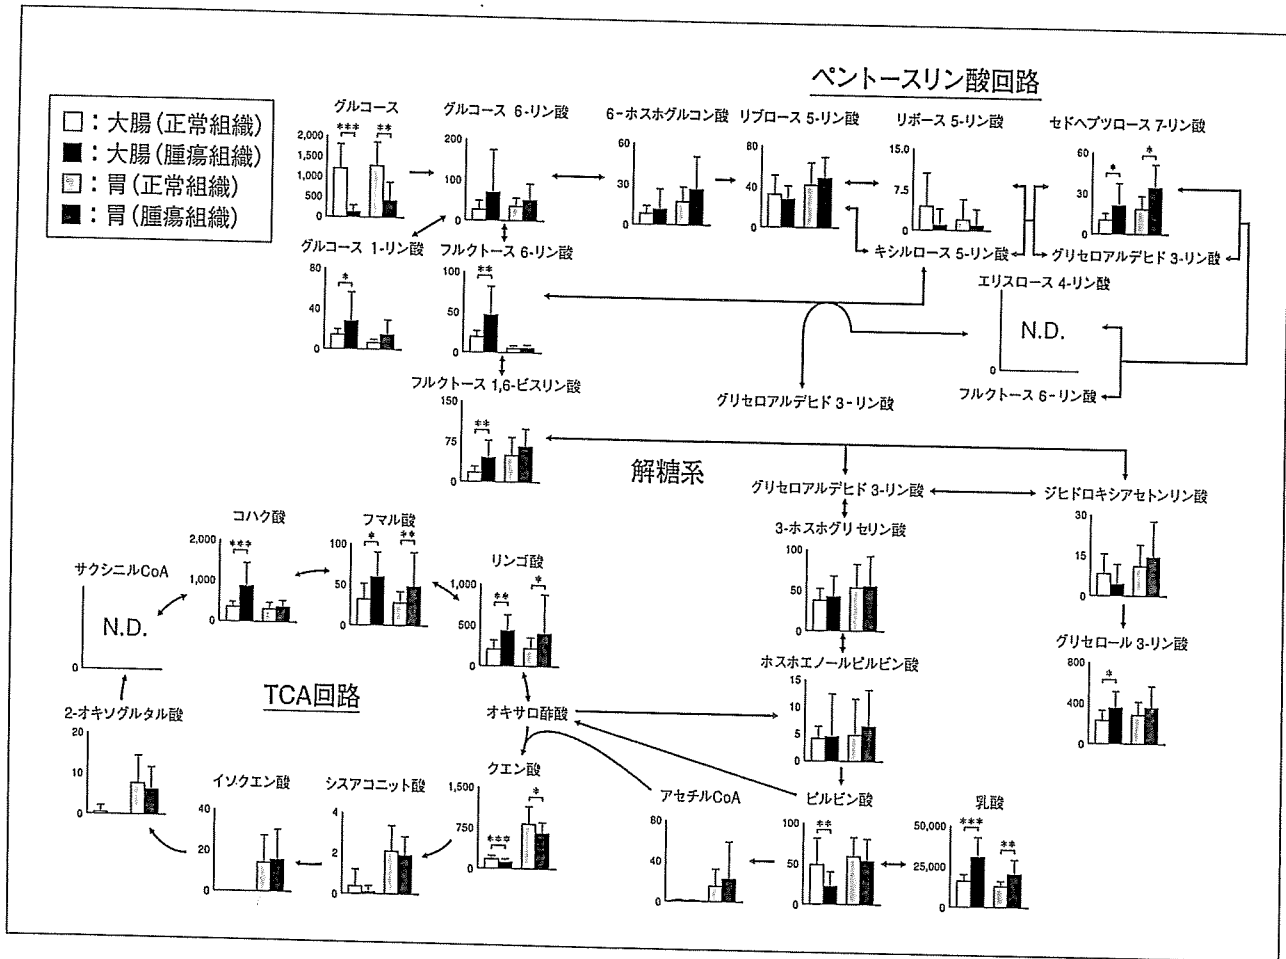 ペントースリン酸回路
□：大腸（正常組織）
■：大腸（腫瘍組織）
：胃（正常組織）
：胃（腫瘍組織）
グルコース
2,000
1,500
1,000
500
0
***
**
グルコース 6-リン酸
200
100
0
6-ホスホグルコン酸
60
30
0
リブロース 5-リン酸
80
40
0
リボース 5-リン酸
15.0
7.5
0
セドヘプツロース 7-リン酸
60
30
0
*
*
グルコース 1-リン酸
80
40
0
*
フルクトース 6-リン酸
100
50
0
**
キシルロース 5-リン酸
グリセロアルデヒド 3-リン酸
エリスロース 4-リン酸
N.D.
0
フルクトース 6-リン酸
グリセロアルデヒド 3-リン酸
フルクトース 1,6-ビスリン酸
150
75
0
**
解糖系
グリセロアルデヒド 3-リン酸
ジヒドロキシアセトンリン酸
30
15
0
3-ホスホグリセリン酸
100
50
0
グリセロール 3-リン酸
800
400
0
*
ホスホエノールピルビン酸
15
10
5
0
コハク酸
2,000
1,000
0
***
フマル酸
100
50
0
*
**
リンゴ酸
1,000
500
0
**
*
サクシニルCoA
N.D.
0
TCA回路
2-オキソグルタル酸
20
10
0
オキサロ酢酸
イソクエン酸
40
20
0
シスアコニット酸
4
2
0
クエン酸
1,500
750
0
***
*
アセチルCoA
80
40
0
ピルビン酸
100
50
0
**
乳酸
50,000
25,000
0
***
**